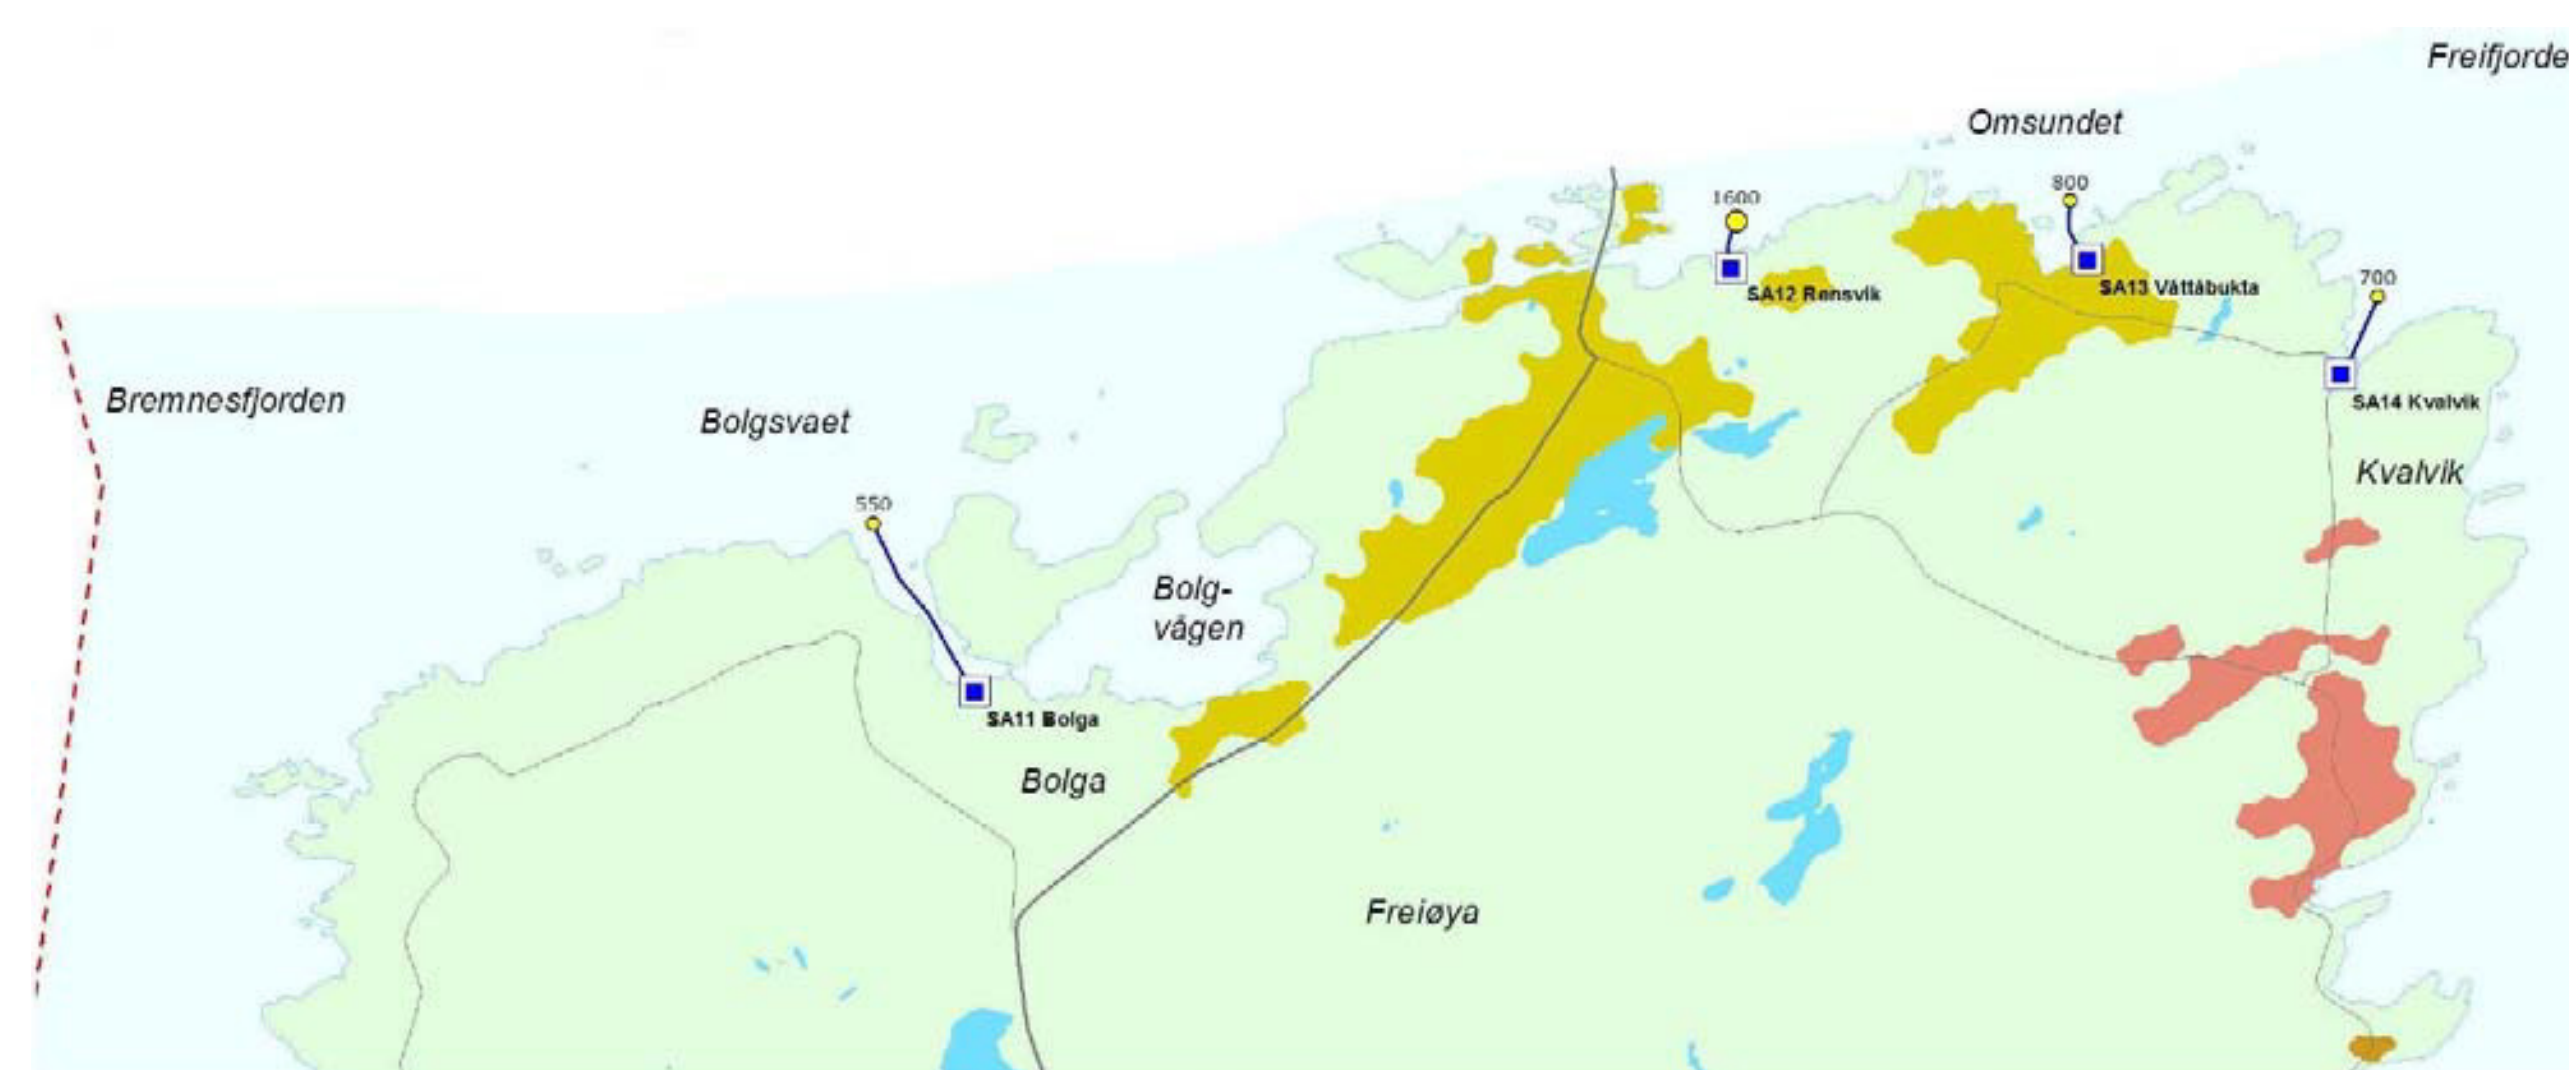 Freifjorde
Omsundet
800
1600
SA12 Rensvik
SA13 Våttåbukta
700
SA14 Kvalvik
Kvalvik
Bremnesfjorden
Bolgsvaet
550
Bolg-
vågen
SA11 Bolga
Bolga
Freiøya